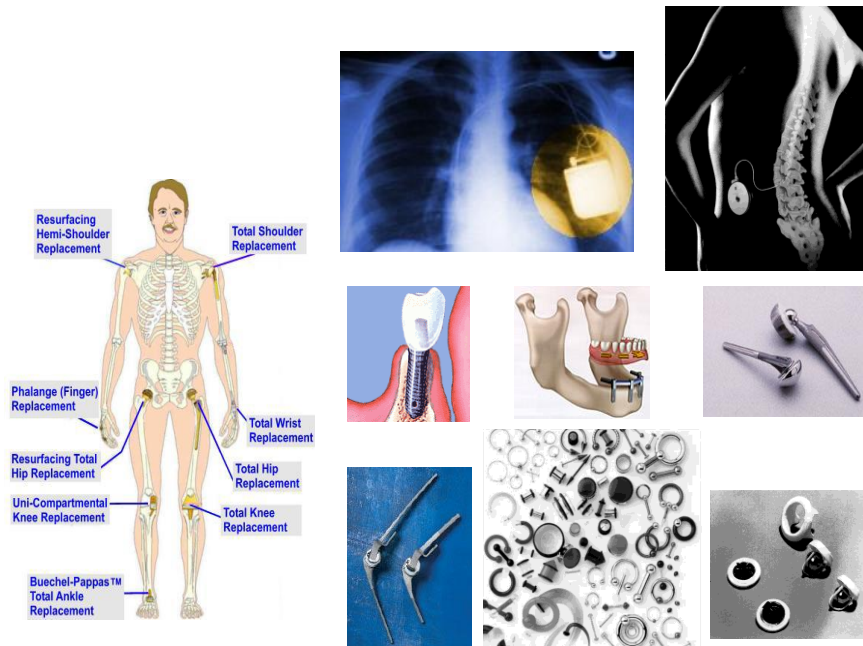 Resurfacing
Hemi-Shoulder
Replacement
Total Shoulder
Replacement
Phalange (Finger)
Replacement
Total Wrist
Replacement
Resurfacing Total
Hip Replacement
Total Hip
Replacement
Uni-Compartmental
Knee Replacement
Total Knee
Replacement
Buechel-Pappas™
Total Ankle
Replacement